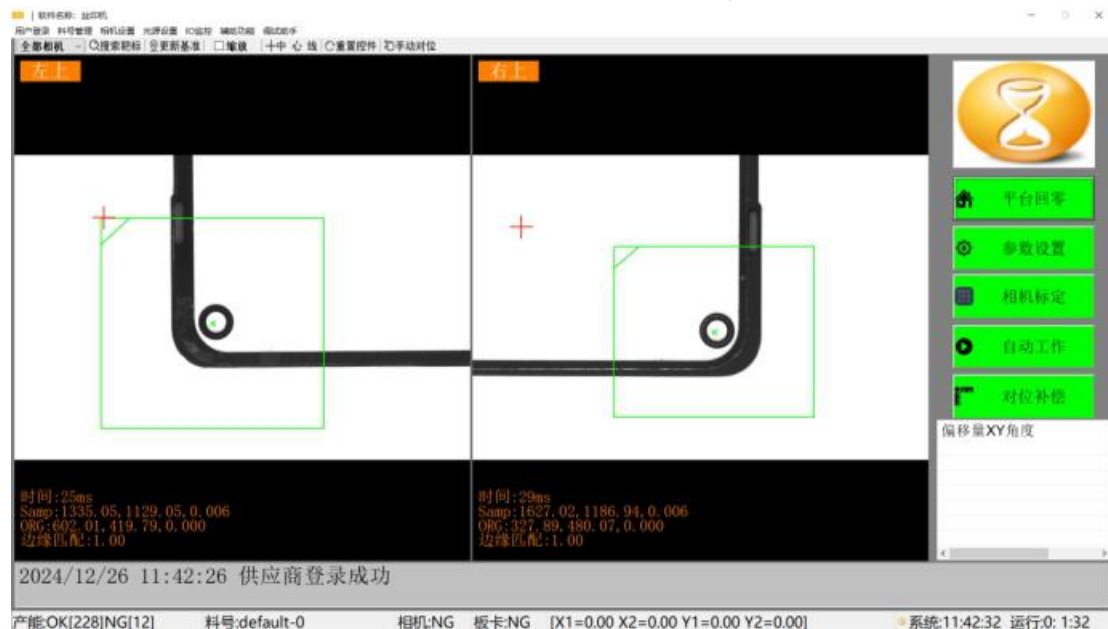 软件名称: 丝印机
用户登录 料号管理 相机设置 光源设置 IO监控 辅助功能 调试助手
全部相机 搜索靶标 更新基准 缩放 中 心 线 重置控件 手动对位
左上 右上
平台回零
参数设置
相机标定
自动工作
对位补偿
偏移量XY角度
时间:25ms
Samp:1335.05,1129.05,0.006
ORG:602.01,419.79,0.000
边缘匹配:1.00
时间:29ms
Samp:1627.02,1186.94,0.006
ORG:327.89,480.07,0.000
边缘匹配:1.00
2024/12/26 11:42:26 供应商登录成功
产能:OK[228]NG[12] 料号:default-0 相机:NG 板卡:NG [X1=0.00 X2=0.00 Y1=0.00 Y2=0.00] 系统:11:42:32 运行:0: 1:32